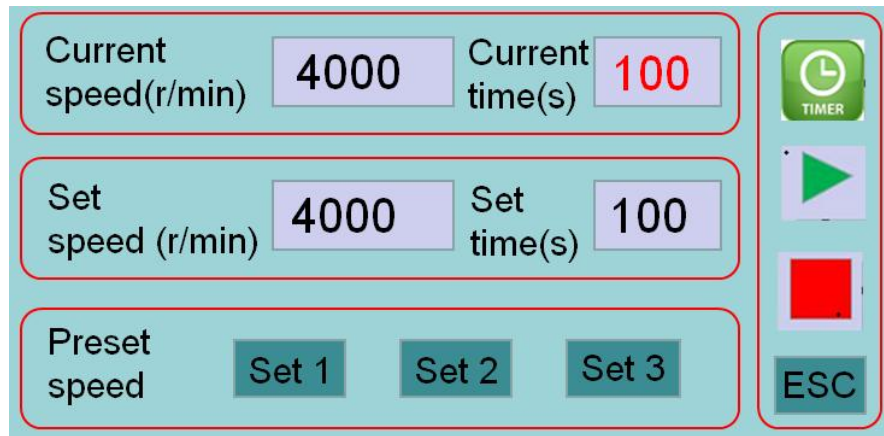 Current speed(r/min)
4000
Current time(s)
100
TIMER
Set speed (r/min)
4000
Set time(s)
100
Preset speed
Set 1
Set 2
Set 3
ESC